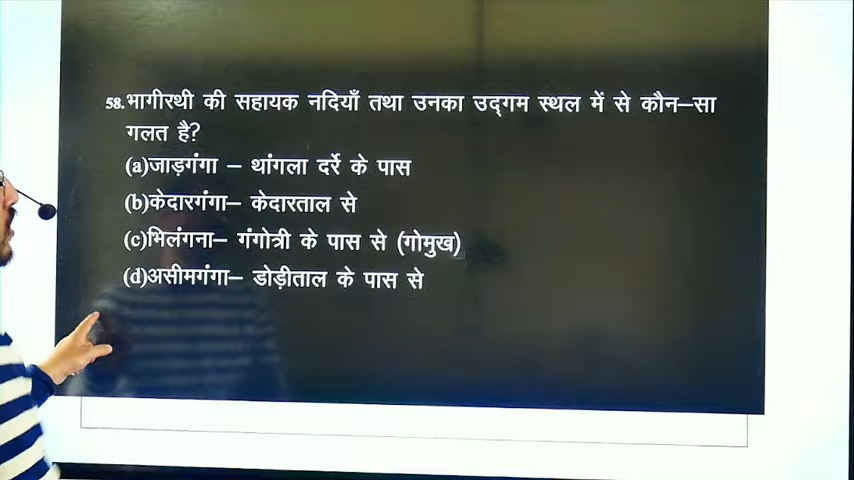 58.भागीरथी की सहायक नदियाँ तथा उनका उद्गम स्थल में से कौन–सा
गलत है?
(a)जाड़गंगा – थांगला दर्रे के पास
(b)केदारगंगा– केदारताल से
(c)भिलंगना– गंगोत्री के पास से (गोमुख)
(d)असीमगंगा– डोड़ीताल के पास से